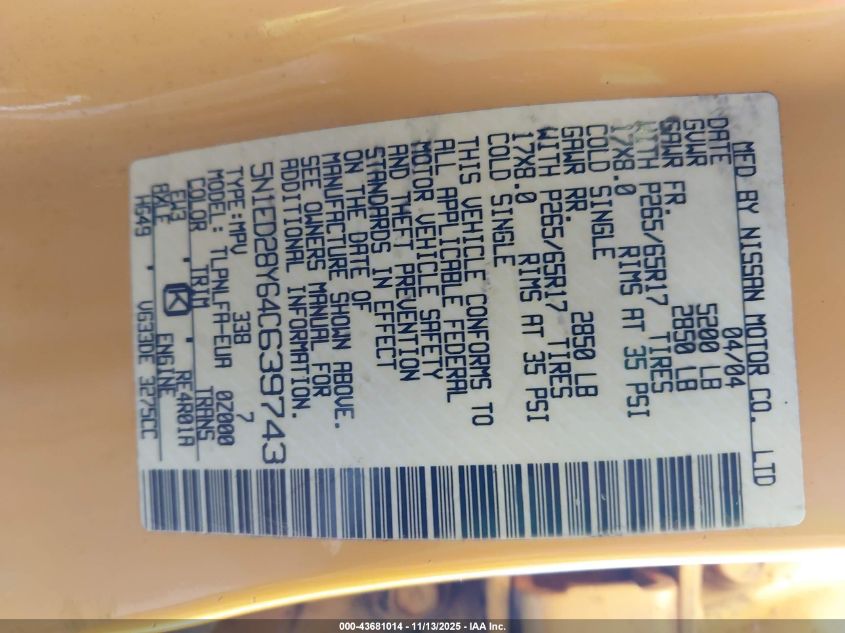 MFD BY NISSAN MOTOR CO. LTD
DATE 04/04
GVWR 5200 LB
GAWR FR. 2850 LB
WITH P265/65R17 TIRES
17X8.0 RIMS AT 35 PSI
COLD SINGLE
GAWR RR. 2850 LB
WITH P265/65R17 TIRES
17X8.0 RIMS AT 35 PSI
COLD SINGLE
THIS VEHICLE CONFORMS TO
ALL APPLICABLE FEDERAL
MOTOR VEHICLE SAFETY
AND THEFT PREVENTION
STANDARDS IN EFFECT
ON THE DATE OF
MANUFACTURE SHOWN ABOVE.
SEE OWNERS MANUAL FOR
ADDITIONAL INFORMATION.
5N1ED28Y64C639743
TYPE:MPV 338 7
MODEL: TLPNLFA-EUA 0Z000
COLOR TRIM TRANS
EA3 K RE4R01A
AXLE ENGINE
HG49 VG33DE 3275CC
000-43681014 - 11/13/2025 - IAA Inc.